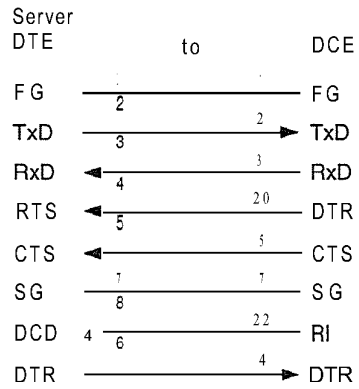 Server
DTE to DCE
FG 2 FG
TxD 3 2 TxD
RxD 4 3 RxD
RTS 5 20 DTR
CTS 5 CTS
SG 7 8 7 SG
DCD 4 6 22 RI
DTR 4 DTR